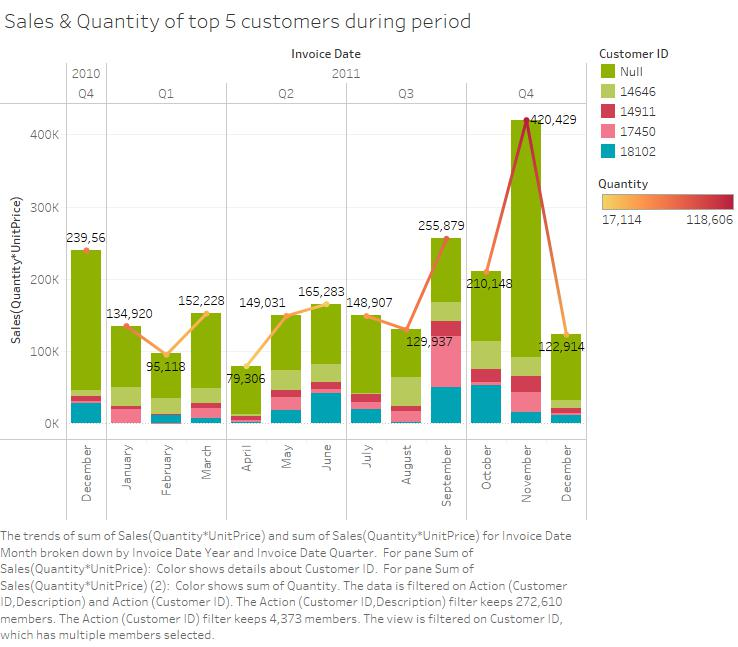 Sales & Quantity of top 5 customers during period
Invoice Date
2010
2011
Q4
Q1
Q2
Q3
Q4
Customer ID
Null
14646
14911
17450
18102
Quantity
17,114
118,606
Sales(Quantity*UnitPrice)
400K
300K
200K
100K
0K
239,56
134,920
95,118
152,228
79,306
149,031
165,283
148,907
129,937
255,879
210,148
420,429
122,914
December
January
February
March
April
May
June
July
August
September
October
November
December
The trends of sum of Sales(Quantity*UnitPrice) and sum of Sales(Quantity*UnitPrice) for Invoice Date
Month broken down by Invoice Date Year and Invoice Date Quarter. For pane Sum of
Sales(Quantity*UnitPrice): Color shows details about Customer ID. For pane Sum of
Sales(Quantity*UnitPrice) (2): Color shows sum of Quantity. The data is filtered on Action (Customer
ID,Description) and Action (Customer ID). The Action (Customer ID,Description) filter keeps 272,610
members. The Action (Customer ID) filter keeps 4,373 members. The view is filtered on Customer ID,
which has multiple members selected.